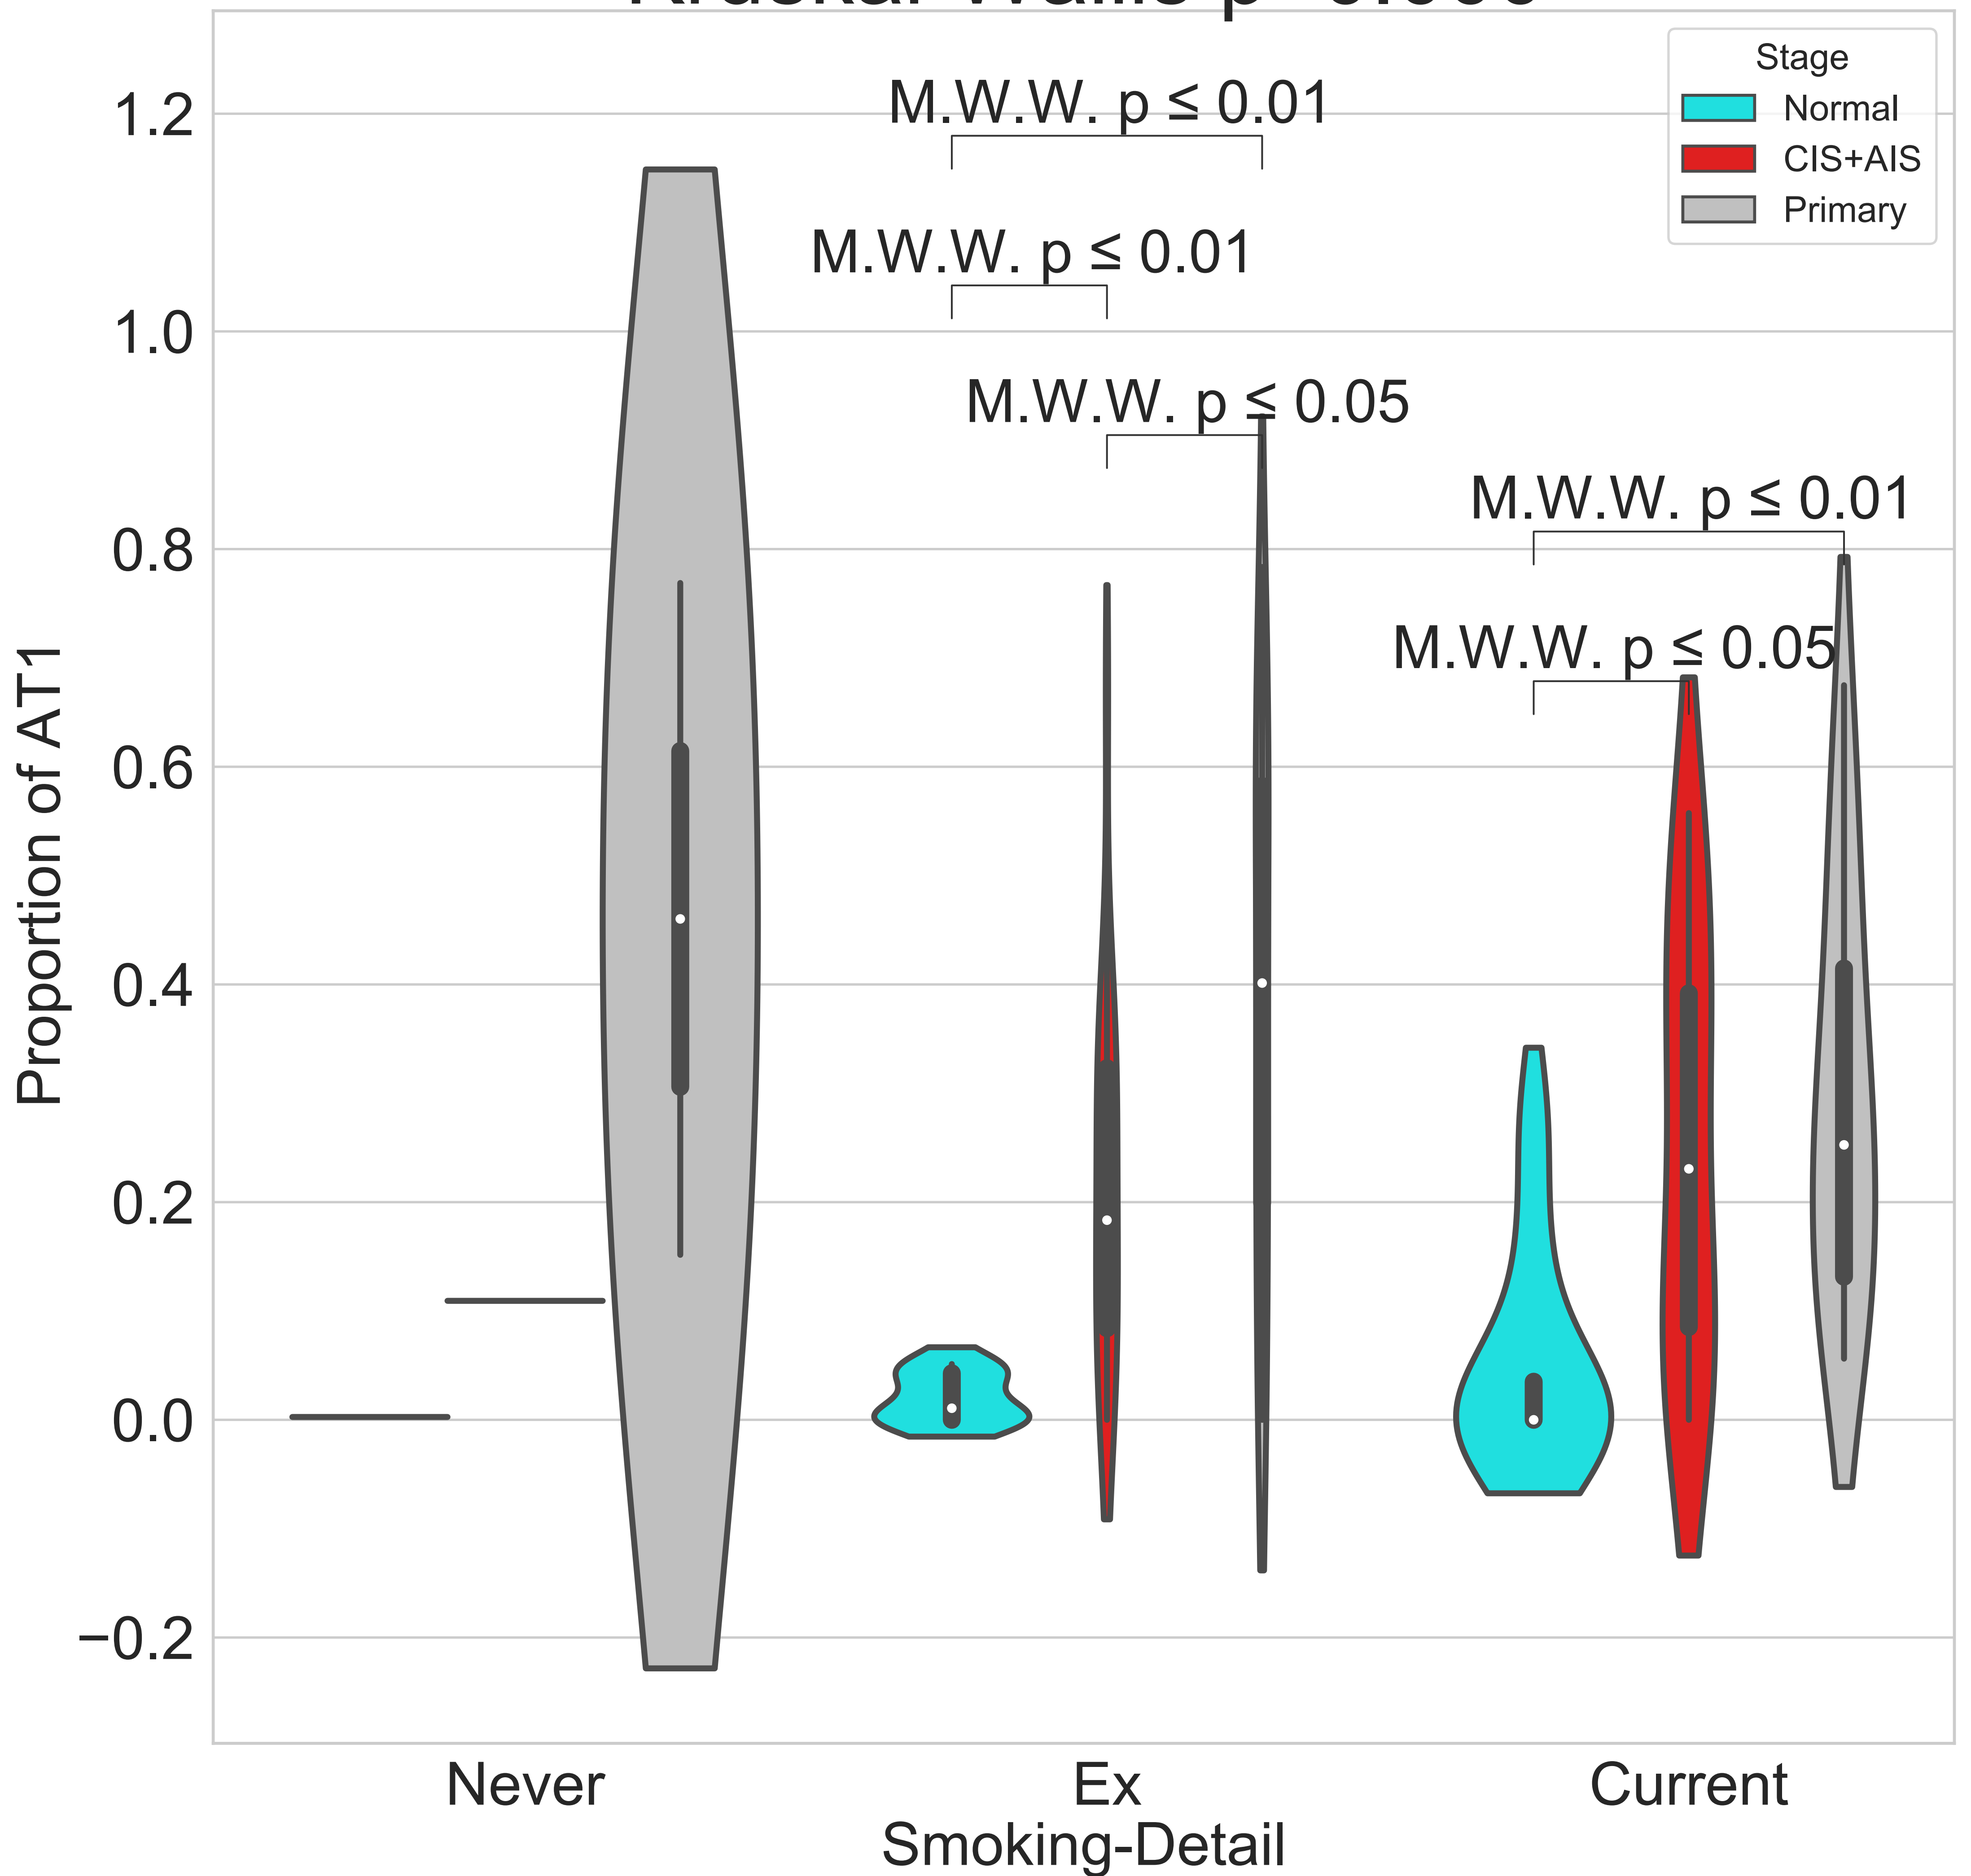 Stage
Normal
CIS+AIS
Primary
M.W.W. p ≤ 0.01
M.W.W. p ≤ 0.01
M.W.W. p ≤ 0.05
M.W.W. p ≤ 0.01
M.W.W. p ≤ 0.05
1.2
1.0
0.8
0.6
0.4
0.2
0.0
−0.2
Proportion of AT1
Never
Ex
Current
Smoking-Detail